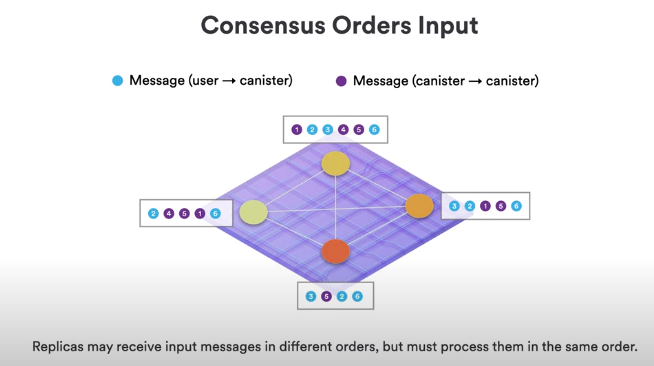 Consensus Orders Input
Message (user → canister)
Message (canister → canister)
1 2 3 4 5 6
2 4 5 1 6
3 2 1 5 6
3 5 2 6
Replicas may receive input messages in different orders, but must process them in the same order.